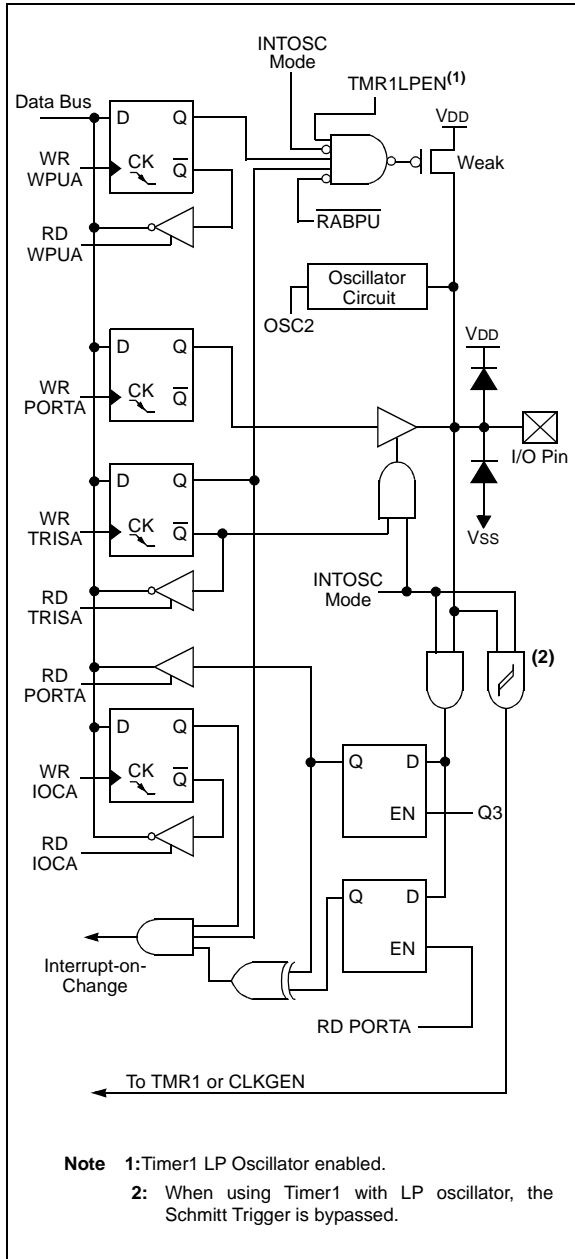 INTOSC
Mode
TMR1LPEN(1)
Data Bus
VDD
D Q
WR
WPUA
CK
Q
Weak
RABPU
RD
WPUA
Oscillator
Circuit
OSC2
VDD
D Q
WR
PORTA
CK
Q
I/O Pin
D Q
WR
TRISA
CK
Q
VSS
INTOSC
Mode
RD
TRISA
(2)
RD
PORTA
D Q
WR
IOCA
CK
Q
Q D
EN
Q3
RD
IOCA
Q D
EN
Interrupt-on-
Change
RD PORTA
To TMR1 or CLKGEN
Note 1:Timer1 LP Oscillator enabled.
2: When using Timer1 with LP oscillator, the
Schmitt Trigger is bypassed.